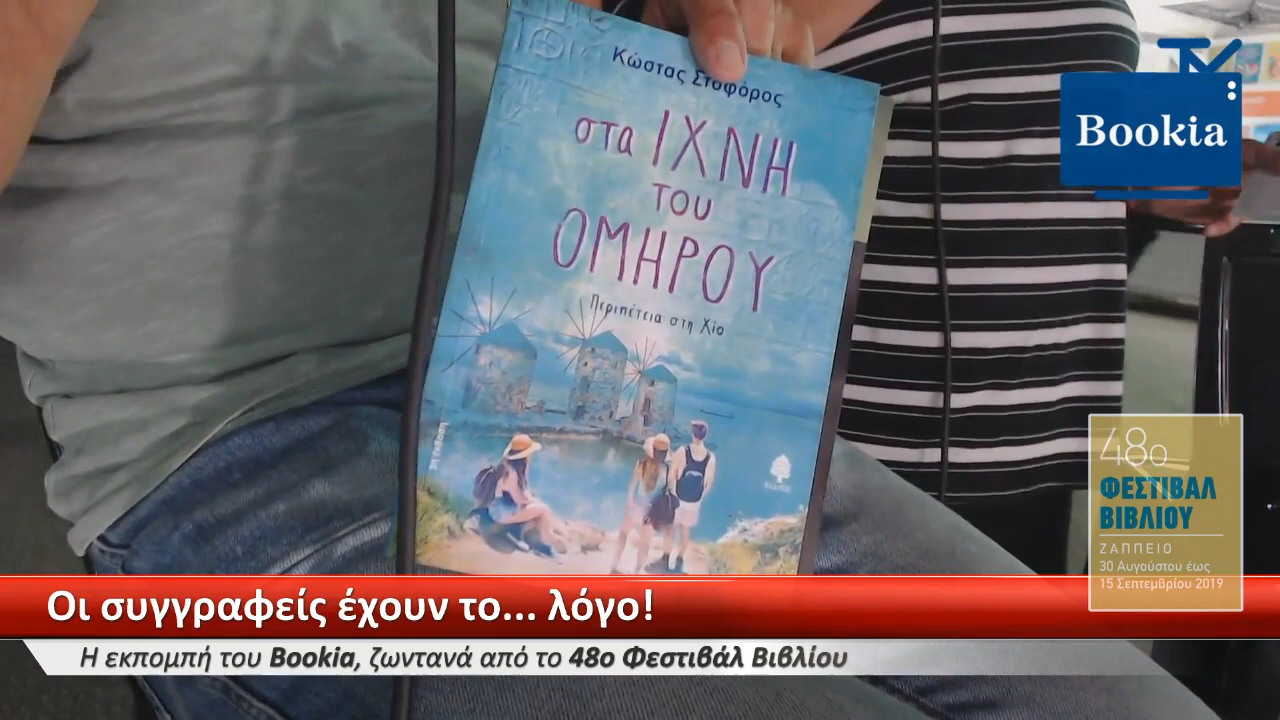 Κώστας Στοφόρος
στα ΙΧΝΗ
του
ΟΜΗΡΟΥ
Περιπέτεια στη Χίο
TV
Bookia
48ο
ΦΕΣΤΙΒΑΛ
ΒΙΒΛΙΟΥ
ΖΑΠΠΕΙΟ
30 Αυγούστου έως
15 Σεπτεμβρίου 2019
Οι συγγραφείς έχουν το... λόγο!
Η εκπομπή του Bookia, ζωντανά από το 48ο Φεστιβάλ Βιβλίου